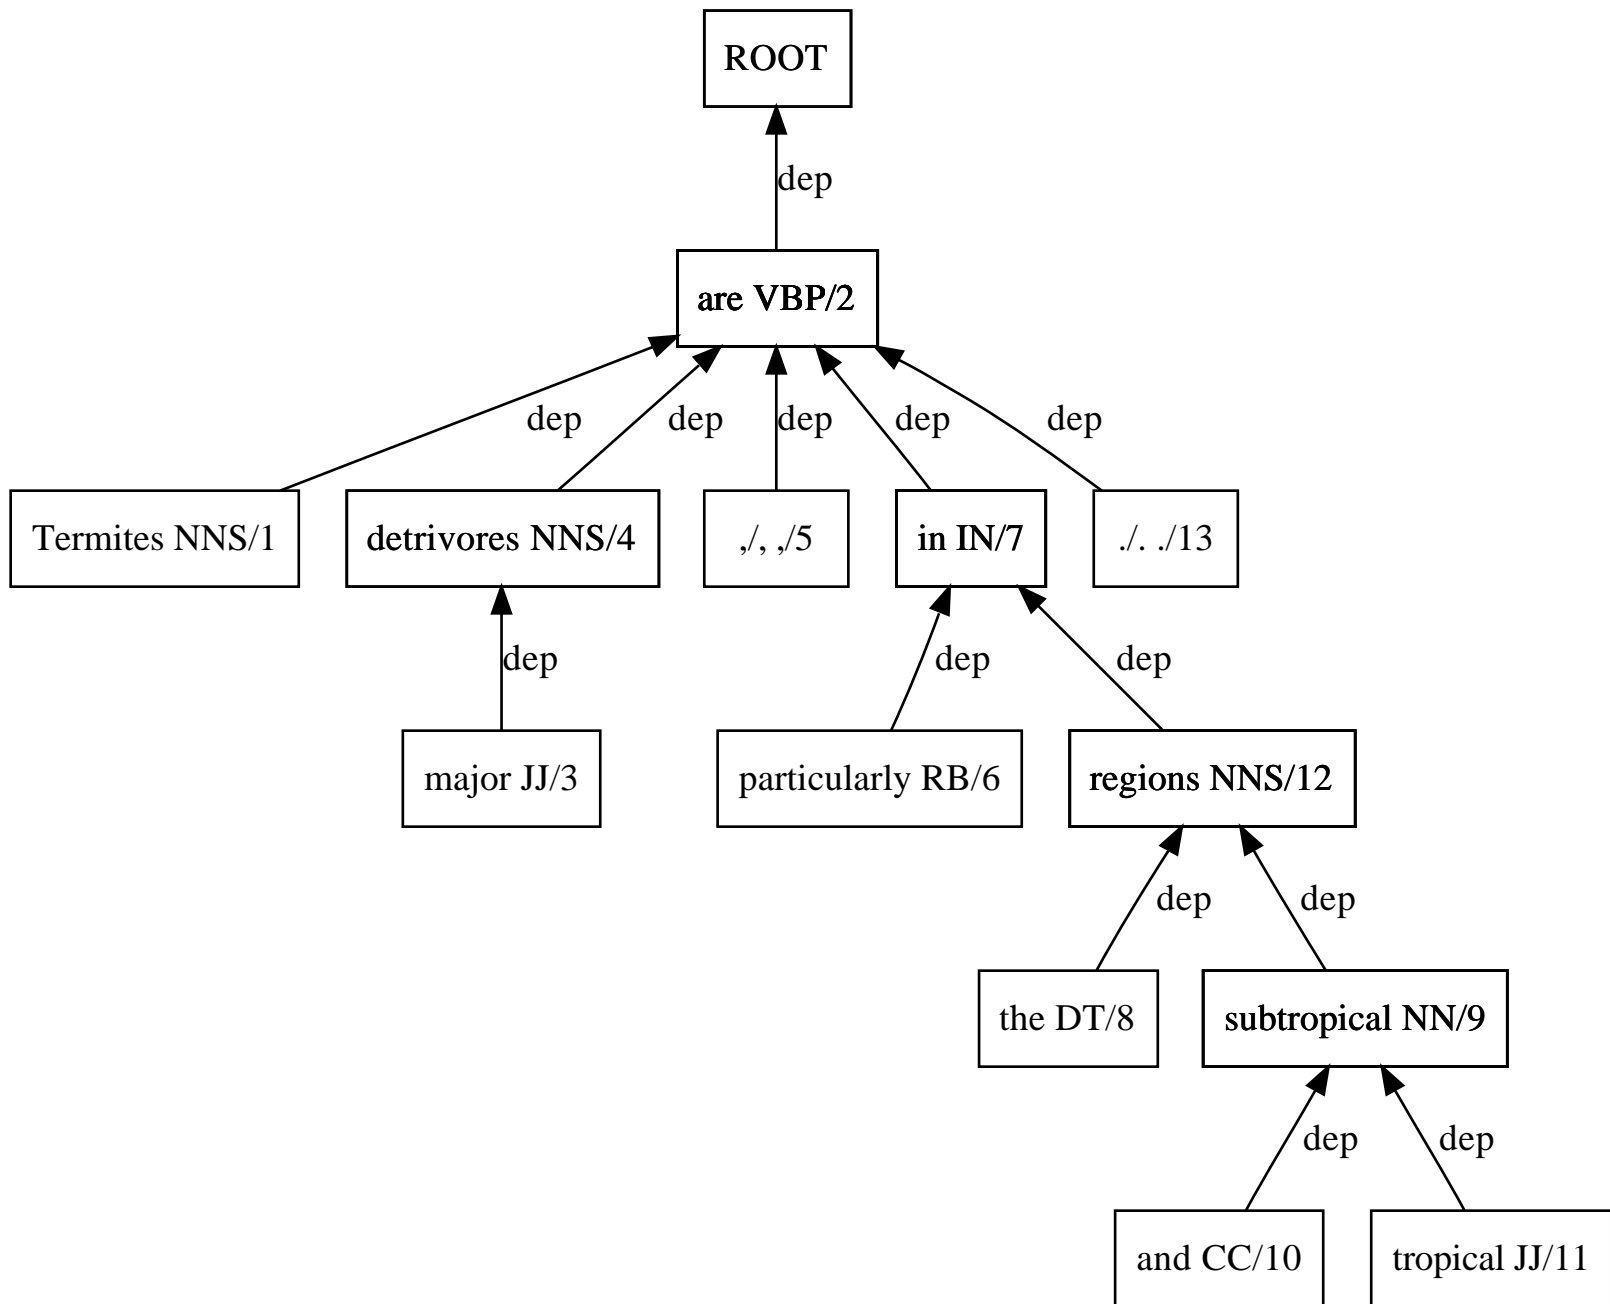 ROOT
dep
are VBP/2
dep dep dep dep dep
Termites NNS/1 detrivores NNS/4 ,/, ,/5 in IN/7 ./. ./13
dep dep dep
major JJ/3 particularly RB/6 regions NNS/12
dep dep
the DT/8 subtropical NN/9
dep dep
and CC/10 tropical JJ/11